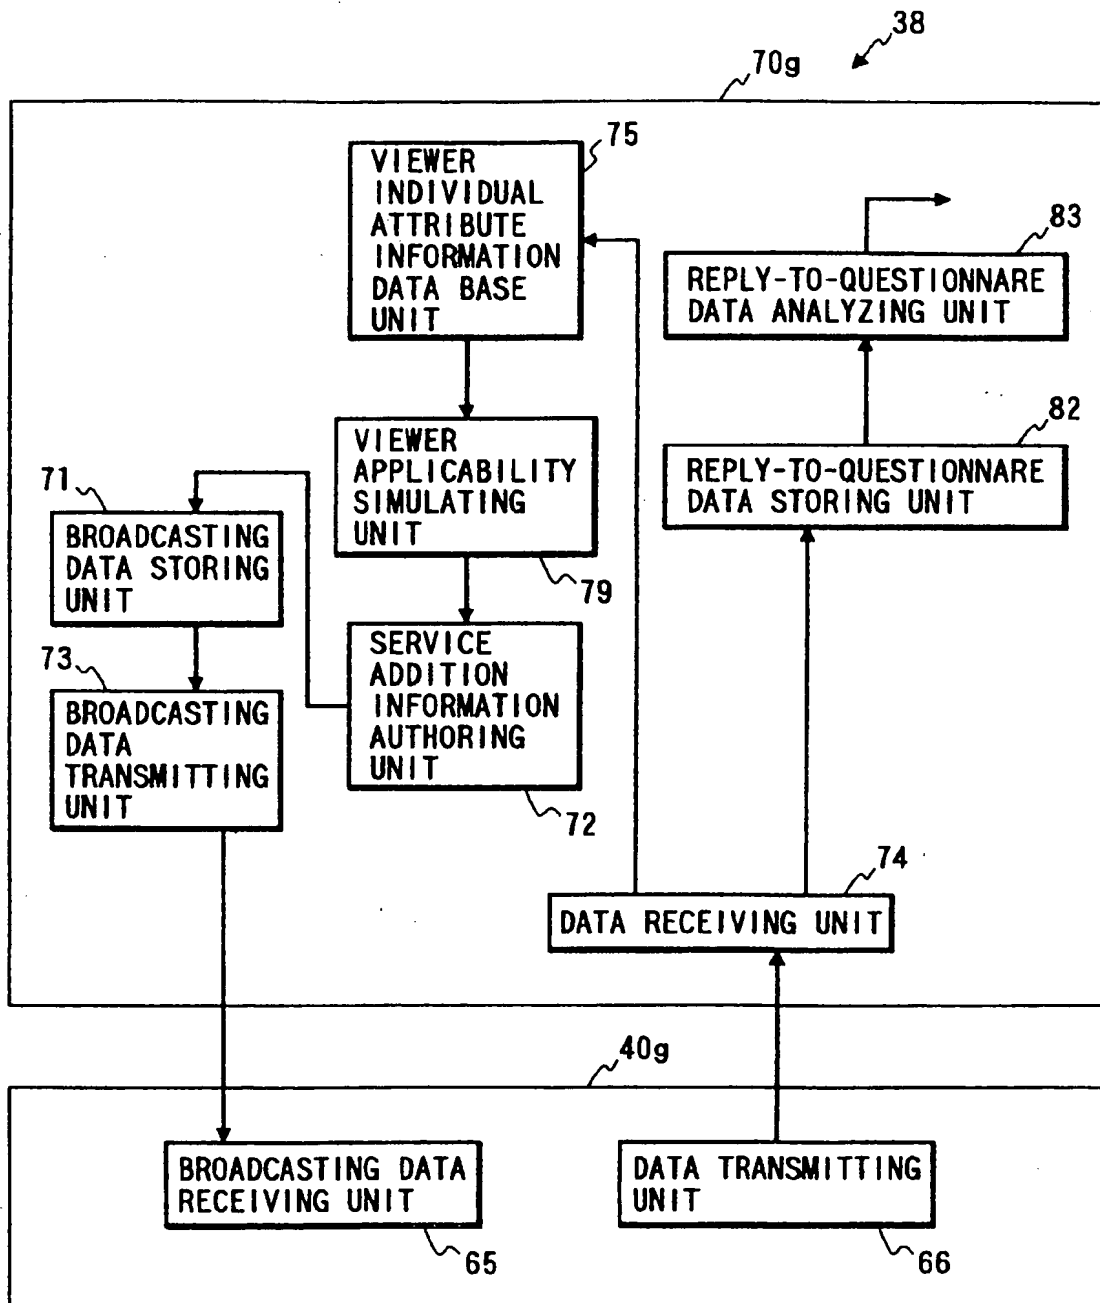 38
70g
75
VIEWER
INDIVIDUAL
ATTRIBUTE
INFORMATION
DATA BASE
UNIT
83
REPLY-TO-QUESTIONNARE
DATA ANALYZING UNIT
82
REPLY-TO-QUESTIONNARE
DATA STORING UNIT
VIEWER
APPLICABILITY
SIMULATING
UNIT
79
71
BROADCASTING
DATA STORING
UNIT
73
BROADCASTING
DATA
TRANSMITTING
UNIT
SERVICE
ADDITION
INFORMATION
AUTHORING
UNIT
72
74
DATA RECEIVING UNIT
40g
BROADCASTING DATA
RECEIVING UNIT
65
DATA TRANSMITTING
UNIT
66